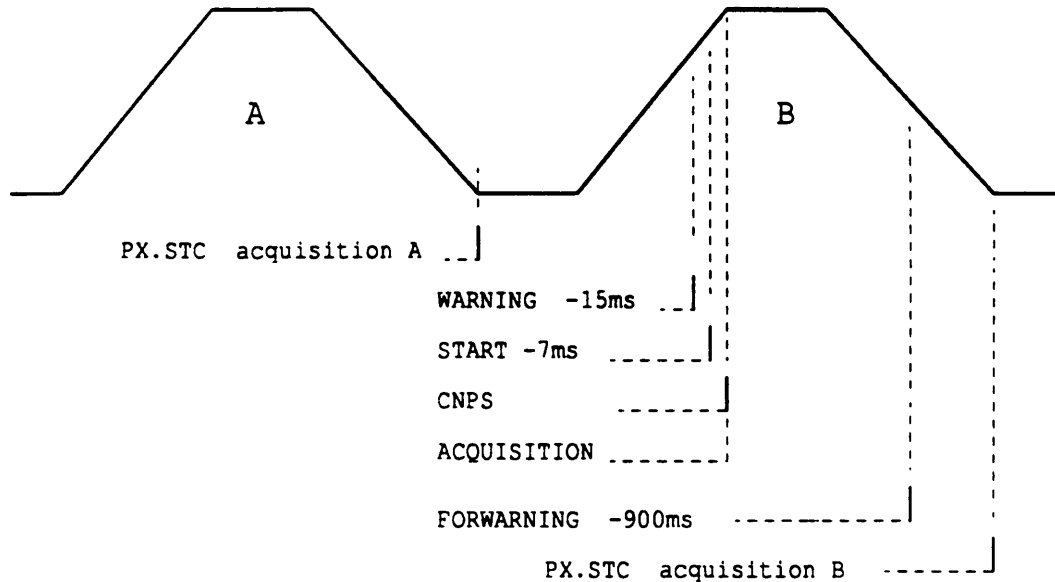 A
B
PX.STC acquisition A
WARNING -15ms
START -7ms
CNPS
ACQUISITION
FORWARNING -900ms
PX.STC acquisition B